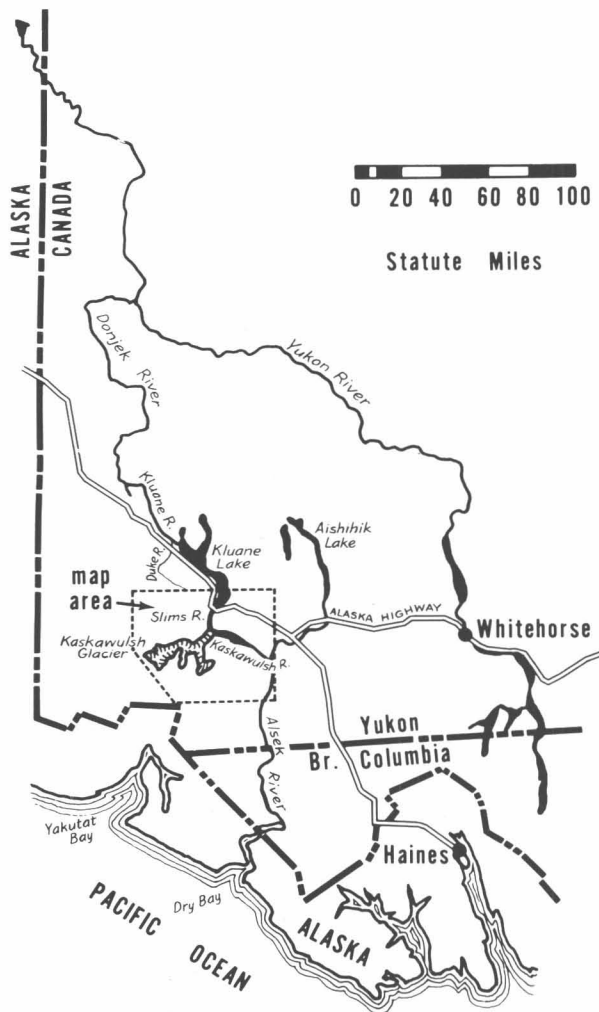 ALASKA
CANADA
0 20 40 60 80 100
Statute Miles
Donjek River
Yukon River
Kluane R.
Duke R.
Kluane
Lake
Aishihik
Lake
map
area
Slims R.
ALASKA HIGHWAY
Whitehorse
Kaskawulsh
Glacier
Kaskawulsh R.
Alsek
River
Yukon
Br. Columbia
Yakutat
Bay
Haines
Dry Bay
PACIFIC
OCEAN
ALASKA